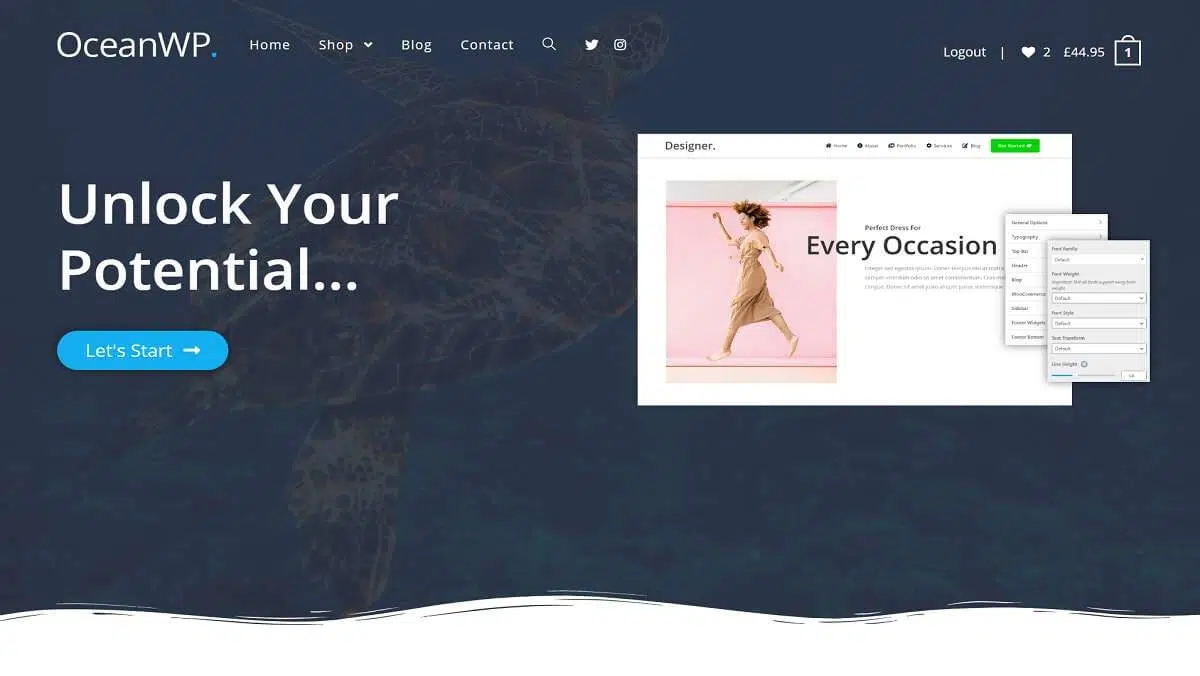 OceanWP.
Home Shop Blog Contact
Logout | 2 £44.95 1
Unlock Your
Potential...
Let's Start
Designer.
Home About Portfolio Services Blog Get Started
Perfect Dress For
Every Occasion
General Options
Typography
Top Bar
Header
Blog
WooCommerce
Sidebar
Footer Widgets
Footer Bottom
Font Family
Default
Font Weight
Default
Font Style
Default
Text Transform
Default
Line Height